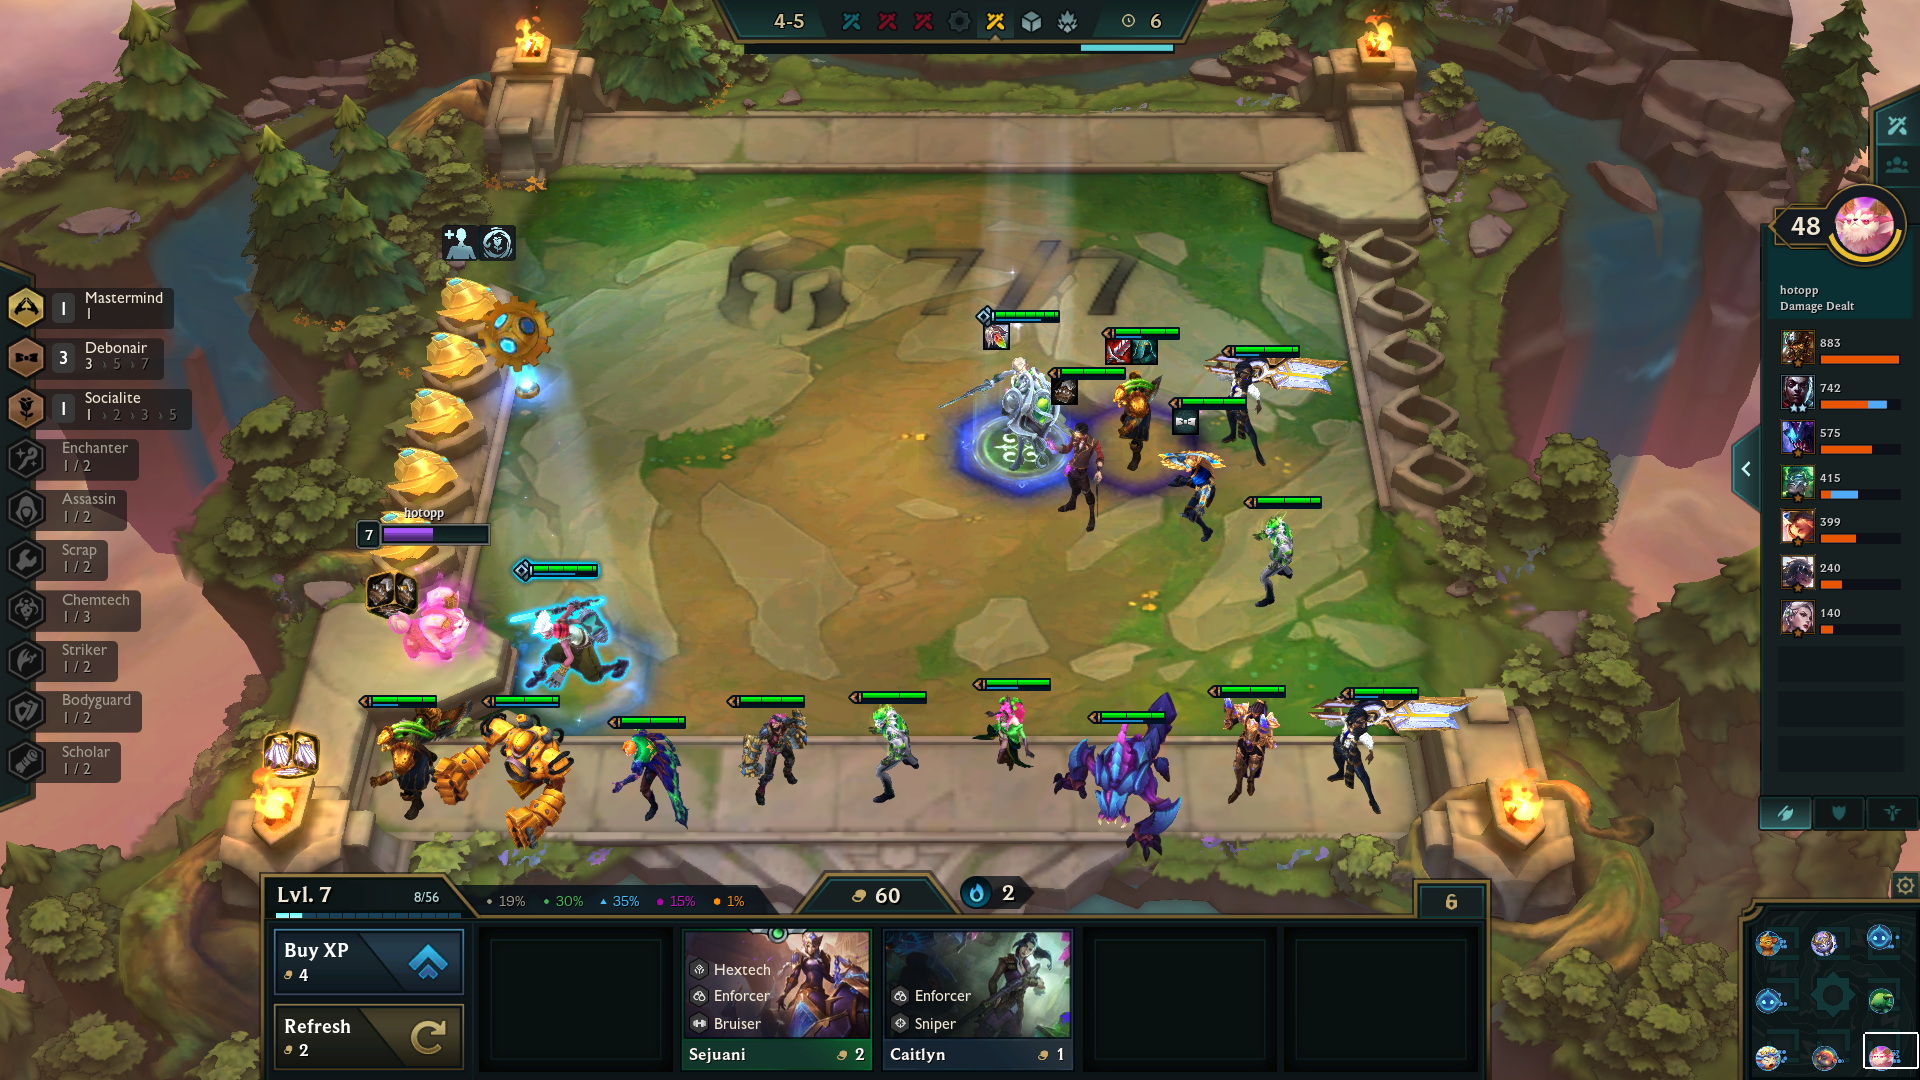 4-5
6
48
7/7
hotopp
Damage Dealt
883
742
575
415
399
240
140
1
Mastermind
1
3
Debonair
3 › 5 › 7
1
Socialite
1 › 2 › 3 › 5
Enchanter
1 / 2
Assassin
1 / 2
Scrap
1 / 2
Chemtech
1 / 3
Striker
1 / 2
Bodyguard
1 / 2
Scholar
1 / 2
hotopp
7
Lvl. 7
8/56
19%
30%
35%
15%
1%
60
2
6
Buy XP
4
Refresh
2
Hextech
Enforcer
Bruiser
Sejuani
2
Enforcer
Sniper
Caitlyn
1